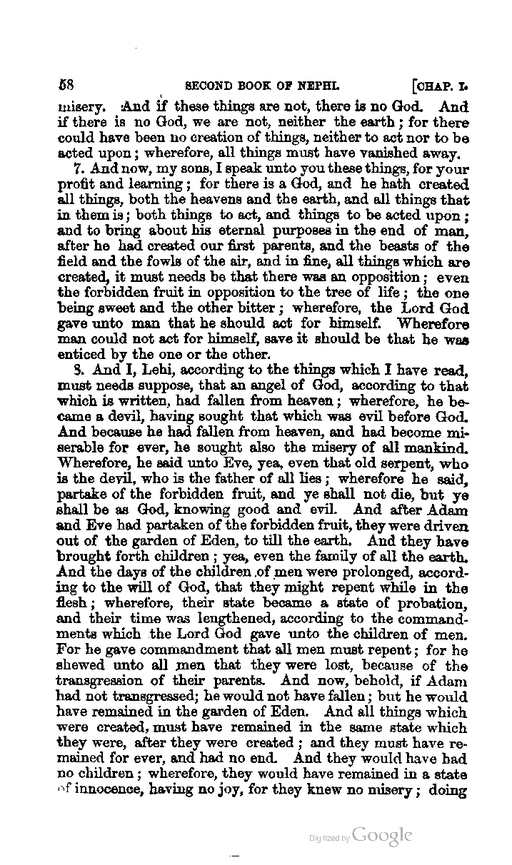 58 SECOND BOOK OF NEPHI. [CHAP. I.
misery. And if these things are not, there is no God. And
if there is no God, we are not, neither the earth; for there
could have been no creation of things, neither to act nor to be
acted upon; wherefore, all things must have vanished away.
7. And now, my sons, I speak unto you these things, for your
profit and learning; for there is a God, and he hath created
all things, both the heavens and the earth, and all things that
in them is; both things to act, and things to be acted upon;
and to bring about his eternal purposes in the end of man,
after he had created our first parents, and the beasts of the
field and the fowls of the air, and in fine, all things which are
created, it must needs be that there was an opposition; even
the forbidden fruit in opposition to the tree of life; the one
being sweet and the other bitter; wherefore, the Lord God
gave unto man that he should act for himself. Wherefore
man could not act for himself, save it should be that he was
enticed by the one or the other.
8. And I, Lehi, according to the things which I have read,
must needs suppose, that an angel of God, according to that
which is written, had fallen from heaven; wherefore, he be-
came a devil, having sought that which was evil before God.
And because he had fallen from heaven, and had become mi-
serable for ever, he sought also the misery of all mankind.
Wherefore, he said unto Eve, yea, even that old serpent, who
is the devil, who is the father of all lies; wherefore he said,
partake of the forbidden fruit, and ye shall not die, but ye
shall be as God, knowing good and evil. And after Adam
and Eve had partaken of the forbidden fruit, they were driven
out of the garden of Eden, to till the earth. And they have
brought forth children; yea, even the family of all the earth.
And the days of the children of men were prolonged, accord-
ing to the will of God, that they might repent while in the
flesh; wherefore, their state became a state of probation,
and their time was lengthened, according to the command-
ments which the Lord God gave unto the children of men.
For he gave commandment that all men must repent; for he
shewed unto all men that they were lost, because of the
transgression of their parents. And now, behold, if Adam
had not transgressed; he would not have fallen; but he would
have remained in the garden of Eden. And all things which
were created, must have remained in the same state which
they were, after they were created; and they must have re-
mained for ever, and had no end. And they would have had
no children; wherefore, they would have remained in a state
of innocence, having no joy, for they knew no misery; doing
Digitized by Google